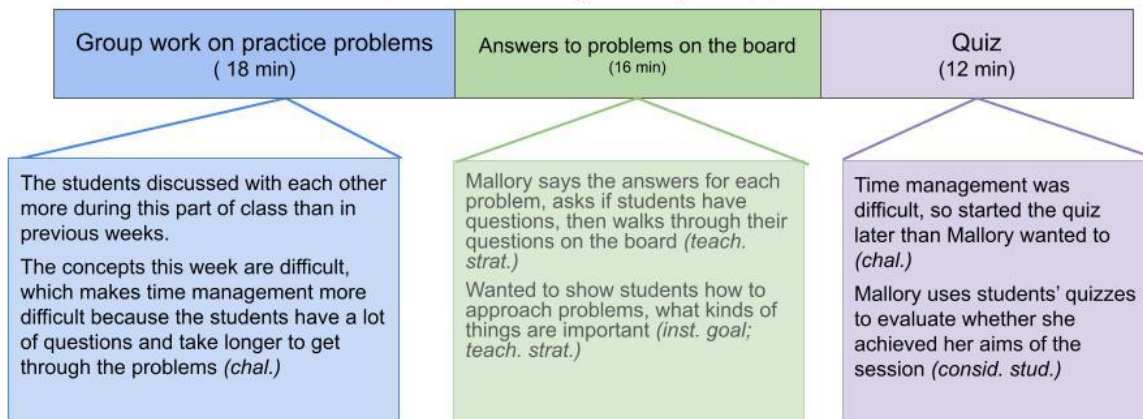 Group work on practice problems
( 18 min)
Answers to problems on the board
(16 min)
Quiz
(12 min)
The students discussed with each other
more during this part of class than in
previous weeks.
The concepts this week are difficult,
which makes time management more
difficult because the students have a lot
of questions and take longer to get
through the problems (chal.)
Mallory says the answers for each
problem, asks if students have
questions, then walks through their
questions on the board (teach.
strat.)
Wanted to show students how to
approach problems, what kinds of
things are important (inst. goal;
teach. strat.)
Time management was
difficult, so started the quiz
later than Mallory wanted to
(chal.)
Mallory uses students’ quizzes
to evaluate whether she
achieved her aims of the
session (consid. stud.)